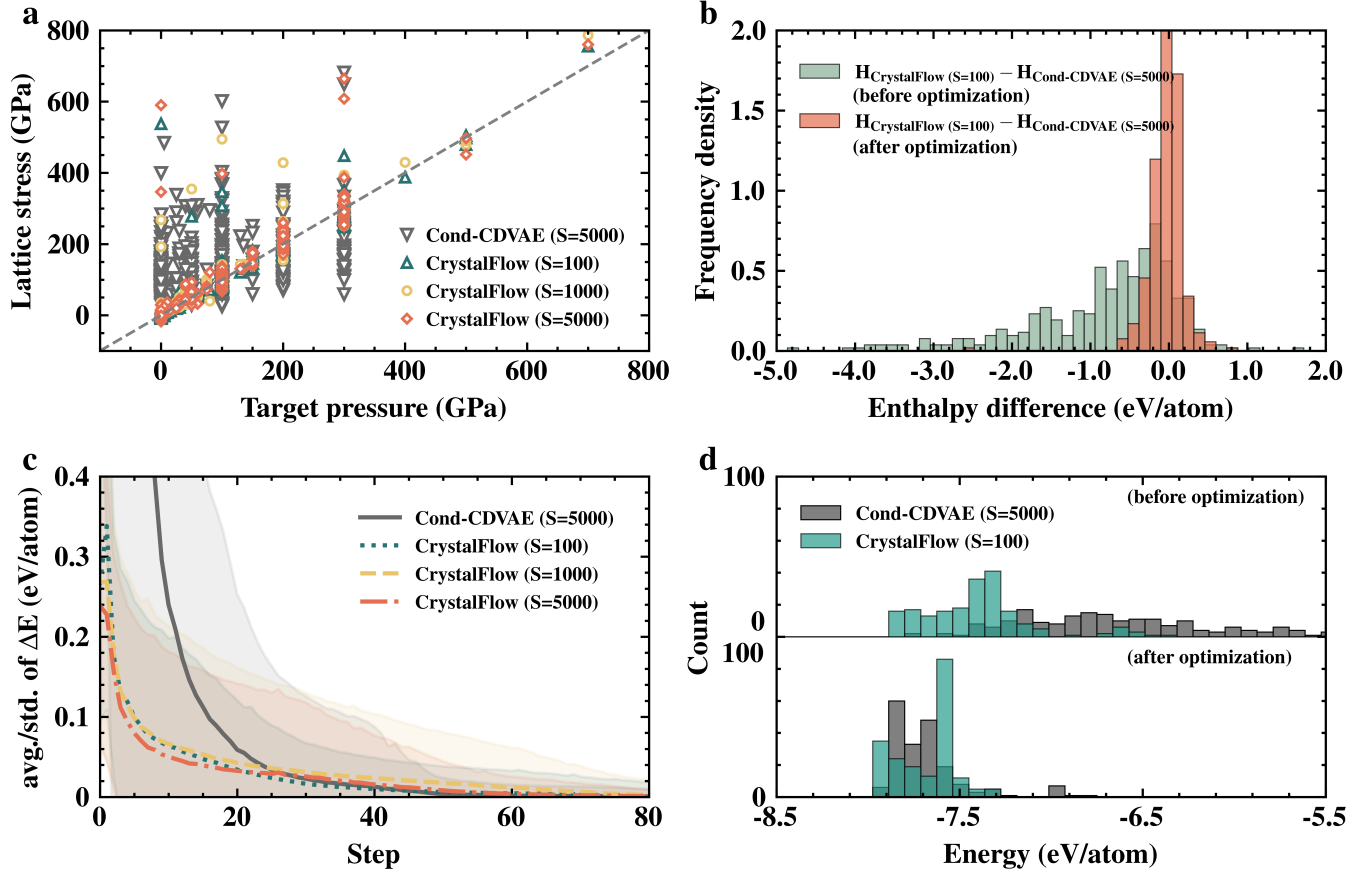 a
800
600
400
200
0
Lattice stress (GPa)
Cond-CDVAE (S=5000)
CrystalFlow (S=100)
CrystalFlow (S=1000)
CrystalFlow (S=5000)
0 200 400 600 800
Target pressure (GPa)
b
2.0
1.5
1.0
0.5
0.0
Frequency density
H_CrystalFlow (S=100) − H_Cond-CDVAE (S=5000)
(before optimization)
H_CrystalFlow (S=100) − H_Cond-CDVAE (S=5000)
(after optimization)
-5.0 -4.0 -3.0 -2.0 -1.0 0.0 1.0 2.0
Enthalpy difference (eV/atom)
c
0.4
0.3
0.2
0.1
0
avg./std. of ΔE (eV/atom)
Cond-CDVAE (S=5000)
CrystalFlow (S=100)
CrystalFlow (S=1000)
CrystalFlow (S=5000)
0 20 40 60 80
Step
d
100
(before optimization)
Cond-CDVAE (S=5000)
CrystalFlow (S=100)
0
Count
100
(after optimization)
0
-8.5 -7.5 -6.5 -5.5
Energy (eV/atom)